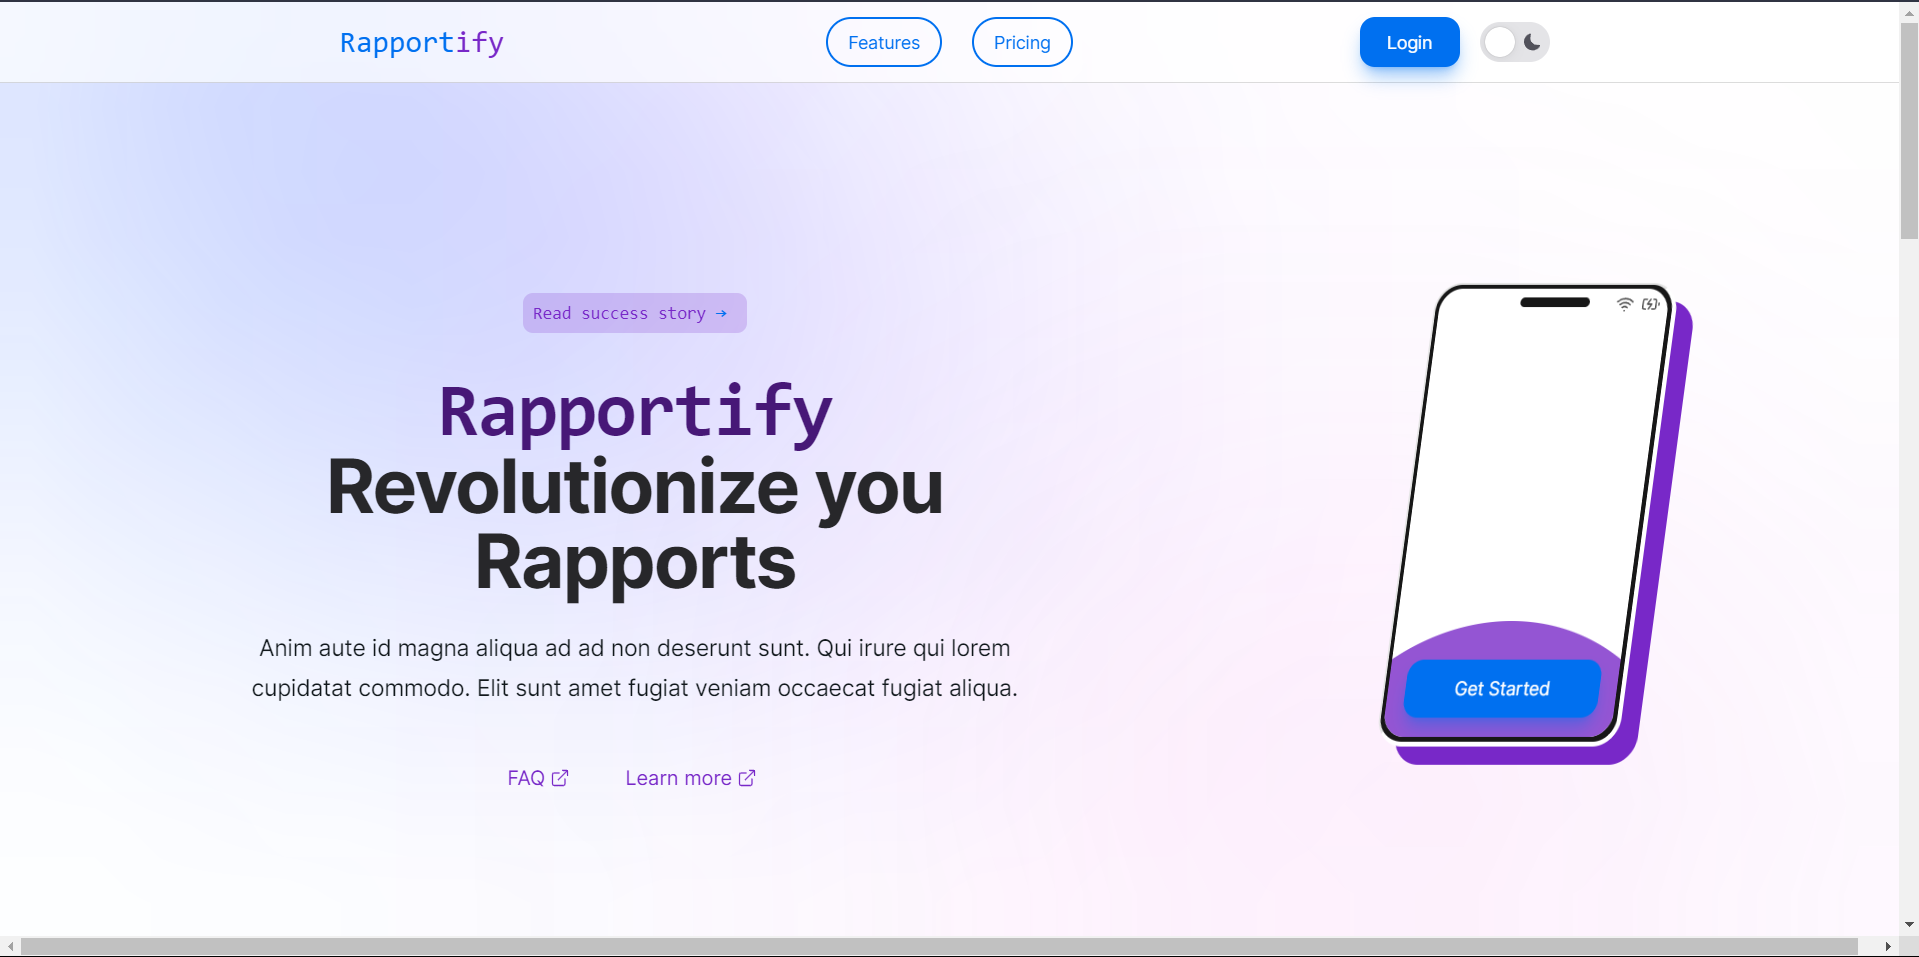 Rapportify
Features
Pricing
Login
Read success story →
Rapportify
Revolutionize you
Rapports
Anim aute id magna aliqua ad ad non deserunt sunt. Qui irure qui lorem
cupidatat commodo. Elit sunt amet fugiat veniam occaecat fugiat aliqua.
FAQ
Learn more
Get Started